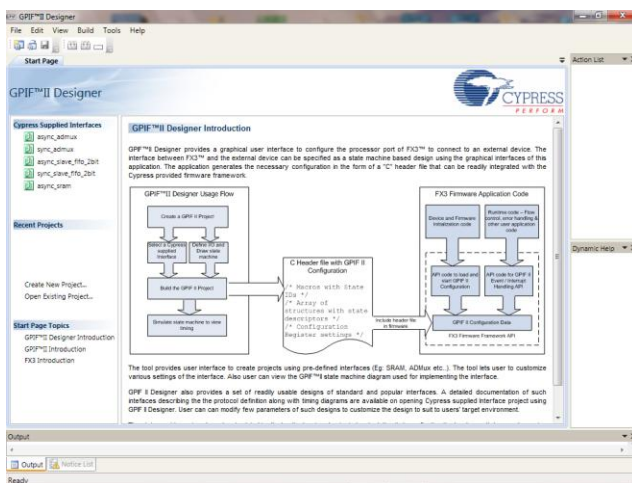 GPIF™II Designer
File Edit View Build Tools Help
Start Page
Action List
GPIF™II Designer
CYPRESS
PERFORM
Cypress Supplied Interfaces
async_admux
sync_admux
async_slave_fifo_2bit
sync_slave_fifo_2bit
async_sram
Recent Projects
Create New Project...
Open Existing Project...
Start Page Topics
GPIF™II Designer Introduction
GPIF™II Introduction
FX3 Introduction
GPIF™II Designer Introduction
GPIF™II Designer provides a graphical user interface to configure the processor port of FX3™ to connect to an external device. The
interface between FX3™ and the external device can be specified as a state machine based design using the graphical interfaces of this
application. The application generates the necessary configuration in the form of a "C" header file that can be readily integrated with the
Cypress provided firmware framework.
GPIF™II Designer Usage Flow
Create a GPIF II Project
Select a Cypress
supplied
Interface
Define I/O and
Draw state
machine
Build the GPIF II Project
Simulate state machine to view
timing
C Header file with GPIF II
Configuration
/* Macros with State
IDs */
/* Array of
structures with state
descriptors */
/* Configuration
Register settings */
Include header file
in firmware.
FX3 Firmware Application Code
Device and Firmware
Initialization code
Runtime code – Flow
control, error handling &
other user application
code
API code to load and
start GPIF II
Configuration
API code for GPIF II
Event / Interrupt
Handling API
GPIF II Configuration Data
FX3 Firmware Framework API
The tool provides user interface to create projects using pre-defined interfaces (Eg: SRAM, ADMux etc..). The tool lets user to customize
various settings of the interface. Also user can view the GPIF™II state machine diagram used for implementing the interface.
GPIF II Designer also provides a set of readily usable designs of standard and popular interfaces. A detailed documentation of such
interfaces describing the the protocol definition along with timing diagrams are available on opening Cypress supplied interface project using
GPIF II Designer. User can can modify few parameters of such designs to customize the design to suit to users' target environment.
Dynamic Help
Output
Output Notice List
Ready